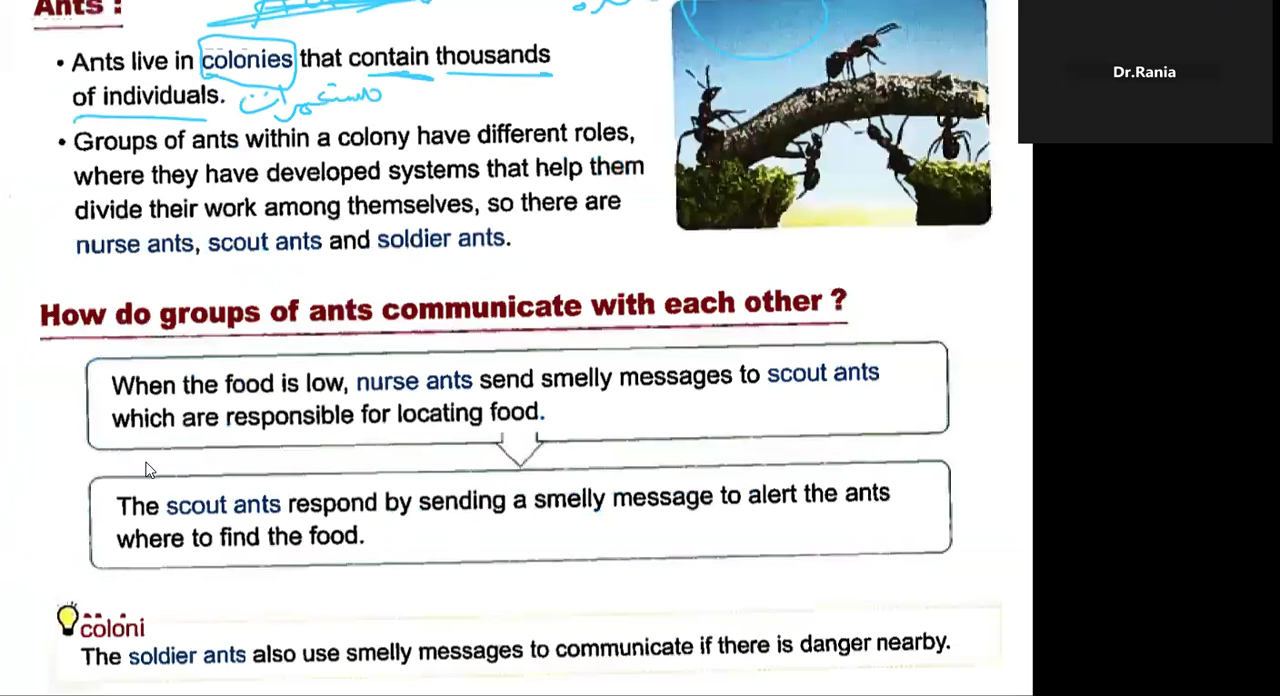 Ants :
• Ants live in colonies that contain thousands
of individuals.
مستعمرات
• Groups of ants within a colony have different roles,
where they have developed systems that help them
divide their work among themselves, so there are
nurse ants, scout ants and soldier ants.
How do groups of ants communicate with each other ?
When the food is low, nurse ants send smelly messages to scout ants
which are responsible for locating food.
The scout ants respond by sending a smelly message to alert the ants
where to find the food.
coloni
The soldier ants also use smelly messages to communicate if there is danger nearby.
Dr.Rania